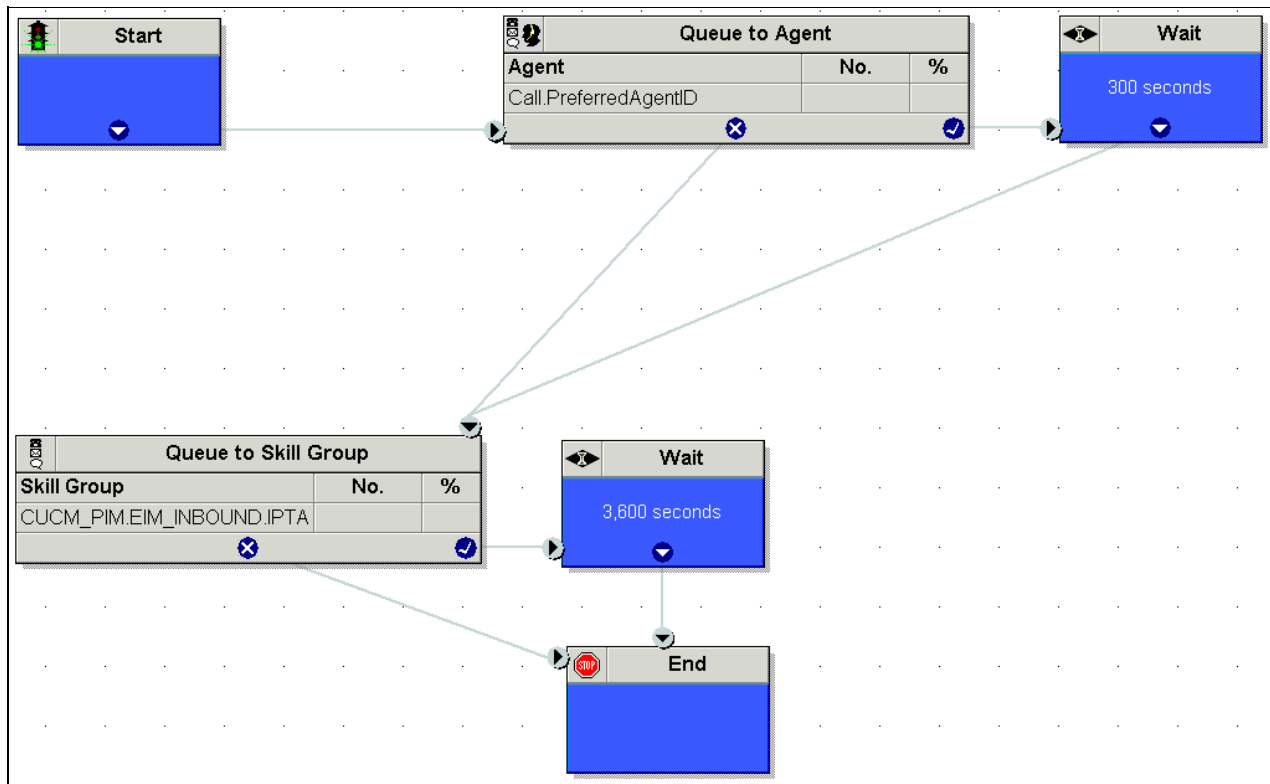 Start
Queue to Agent
Agent No. %
Call.PreferredAgentID
Wait
300 seconds
Queue to Skill Group
Skill Group No. %
CUCM_PIM.EIM_INBOUND.IPTA
Wait
3,600 seconds
STOP End